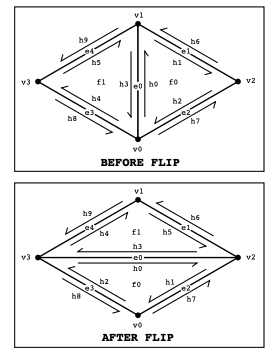 v1
h9
h6
e4
e1
h5
h1
f1
f0
v3
h3
e0
h0
v2
h4
h2
e3
e2
h8
h7
v0
BEFORE FLIP
v1
h9
h6
e4
e1
h4
f1
h5
h3
v3
e0
v2
h0
h2
f0
h1
e3
e2
h8
h7
v0
AFTER FLIP